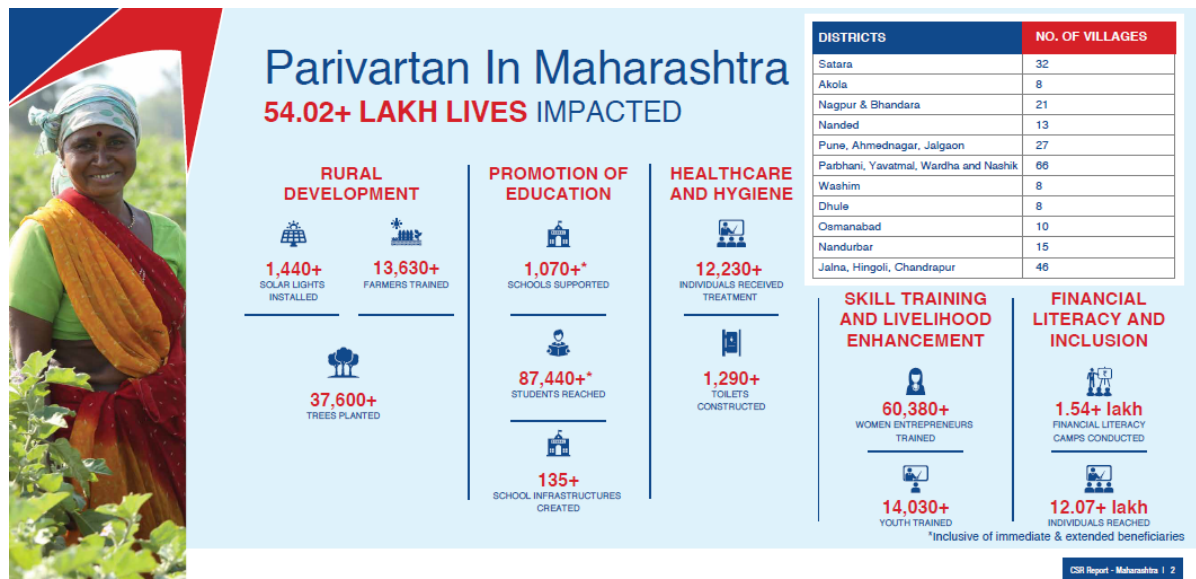 Parivartan In Maharashtra
54.02+ LAKH LIVES IMPACTED
DISTRICTS NO. OF VILLAGES
Satara 32
Akola 8
Nagpur & Bhandara 21
Nanded 13
Pune, Ahmednagar, Jalgaon 27
Parbhani, Yavatmal, Wardha and Nashik 66
Washim 8
Dhule 8
Osmanabad 10
Nandurbar 15
Jalna, Hingoli, Chandrapur 46
RURAL
DEVELOPMENT
1,440+
SOLAR LIGHTS
INSTALLED
13,630+
FARMERS TRAINED
37,600+
TREES PLANTED
PROMOTION OF
EDUCATION
1,070+*
SCHOOLS SUPPORTED
87,440+*
STUDENTS REACHED
135+
SCHOOL INFRASTRUCTURES
CREATED
HEALTHCARE
AND HYGIENE
12,230+
INDIVIDUALS RECEIVED
TREATMENT
1,290+
TOILETS
CONSTRUCTED
SKILL TRAINING
AND LIVELIHOOD
ENHANCEMENT
60,380+
WOMEN ENTREPRENEURS
TRAINED
14,030+
YOUTH TRAINED
FINANCIAL
LITERACY AND
INCLUSION
1.54+ lakh
FINANCIAL LITERACY
CAMPS CONDUCTED
12.07+ lakh
INDIVIDUALS REACHED
*Inclusive of immediate & extended beneficiaries
CSR Report - Maharashtra | 2